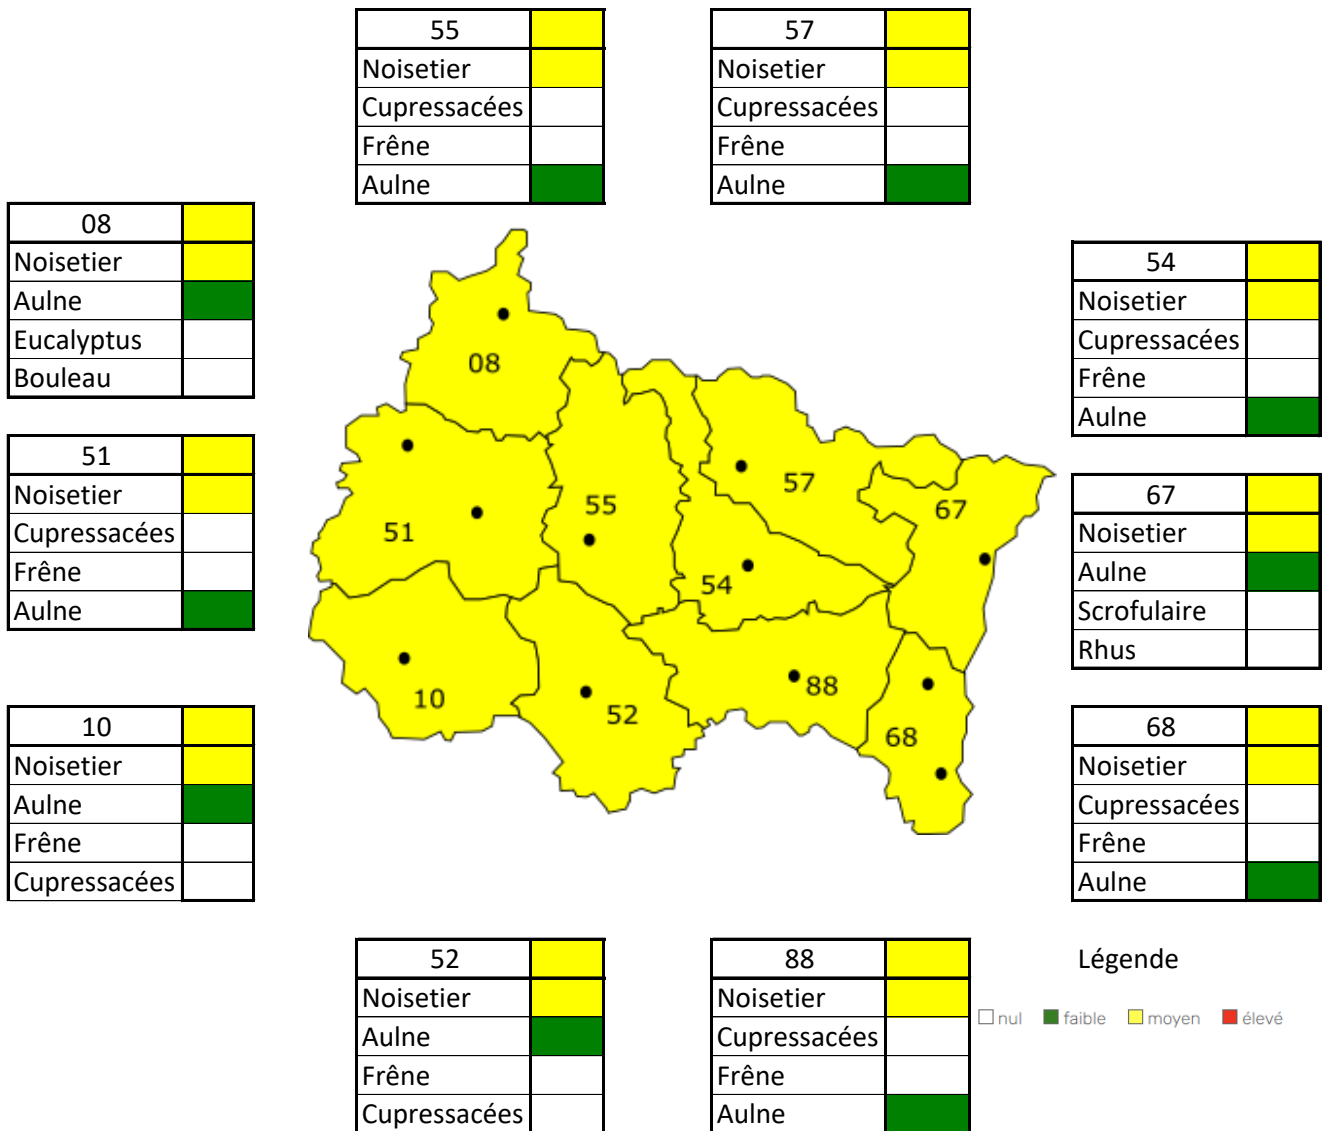 55
Noisetier
Cupressacées
Frêne
Aulne
57
Noisetier
Cupressacées
Frêne
Aulne
08
Noisetier
Aulne
Eucalyptus
Bouleau
54
Noisetier
Cupressacées
Frêne
Aulne
51
Noisetier
Cupressacées
Frêne
Aulne
67
Noisetier
Aulne
Scrofulaire
Rhus
10
Noisetier
Aulne
Frêne
Cupressacées
68
Noisetier
Cupressacées
Frêne
Aulne
08
57
55
67
51
54
88
10
52
68
52
Noisetier
Aulne
Frêne
Cupressacées
88
Noisetier
Cupressacées
Frêne
Aulne
Légende
nul faible moyen élevé